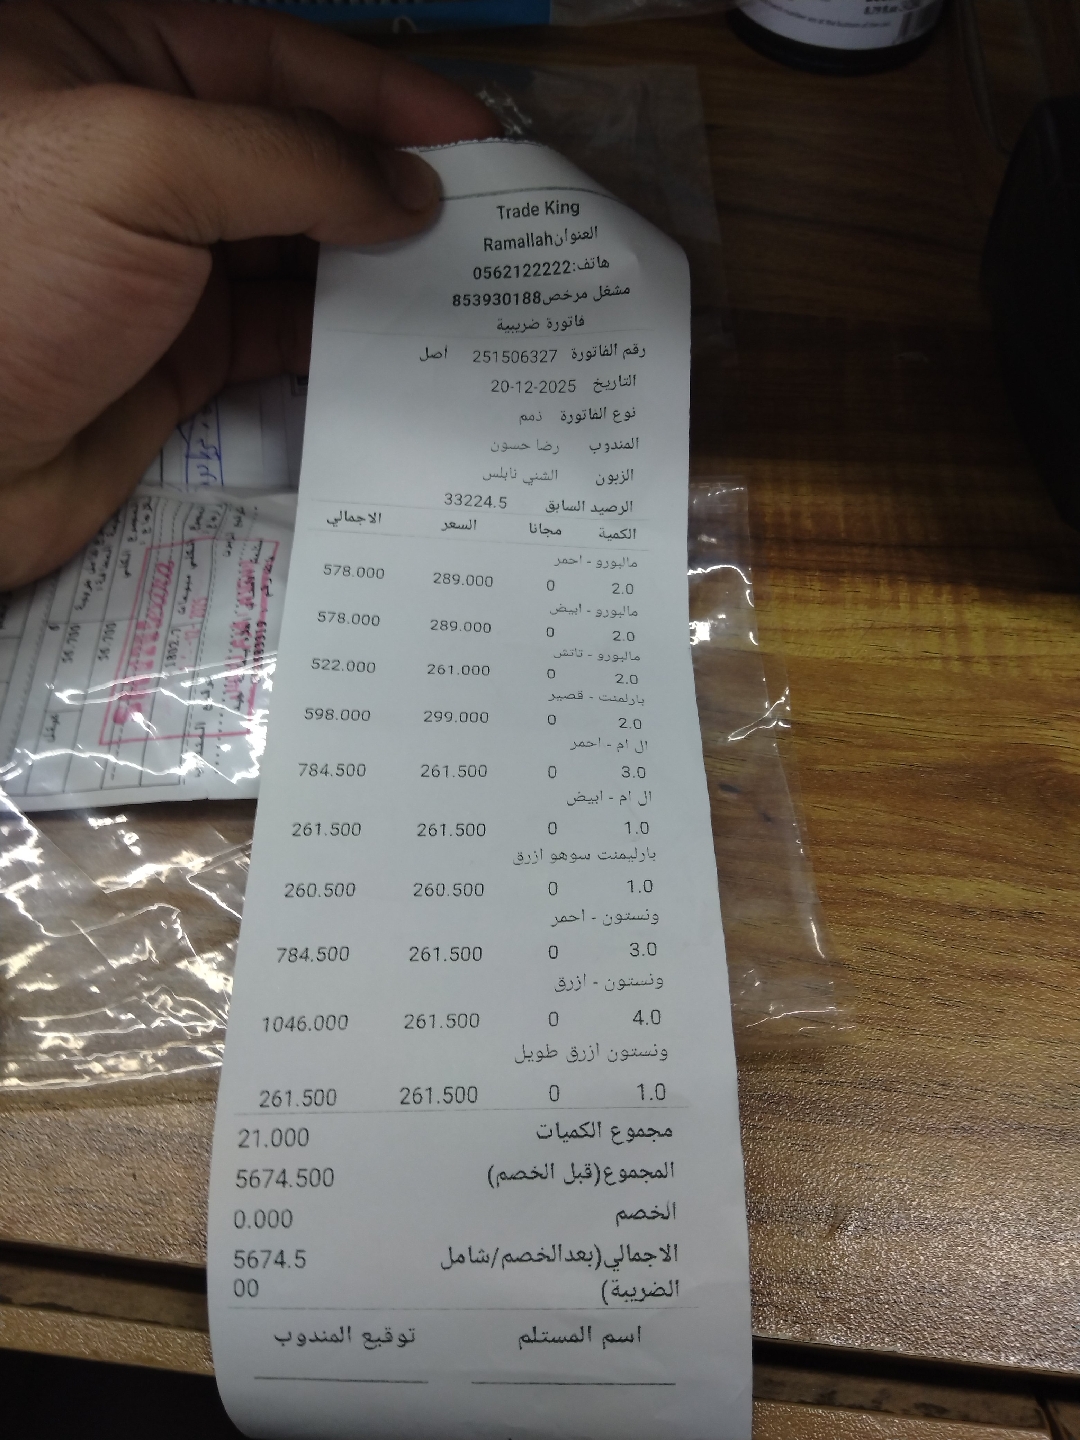 Trade King
العنوانRamallah
هاتف:0562122222
مشغل مرخص853930188
فاتورة ضريبية
رقم الفاتورة 251506327 اصل
التاريخ 20-12-2025
نوع الفاتورة ذمم
المندوب رضا حسون
الزبون الشني نابلس
الرصيد السابق 33224.5
الكمية مجانا السعر الاجمالي
مالبورو - احمر
2.0 0 289.000 578.000
مالبورو - ابيض
2.0 0 289.000 578.000
مالبورو - تاتش
2.0 0 261.000 522.000
بارلمنت - قصير
2.0 0 299.000 598.000
ال ام - احمر
3.0 0 261.500 784.500
ال ام - ابيض
1.0 0 261.500 261.500
بارليمنت سوهو ازرق
1.0 0 260.500 260.500
ونستون - احمر
3.0 0 261.500 784.500
ونستون - ازرق
4.0 0 261.500 1046.000
ونستون ازرق طويل
1.0 0 261.500 261.500
مجموع الكميات 21.000
المجموع(قبل الخصم) 5674.500
الخصم 0.000
الاجمالي(بعدالخصم/شامل 5674.5
الضريبة) 00
اسم المستلم توقيع المندوب